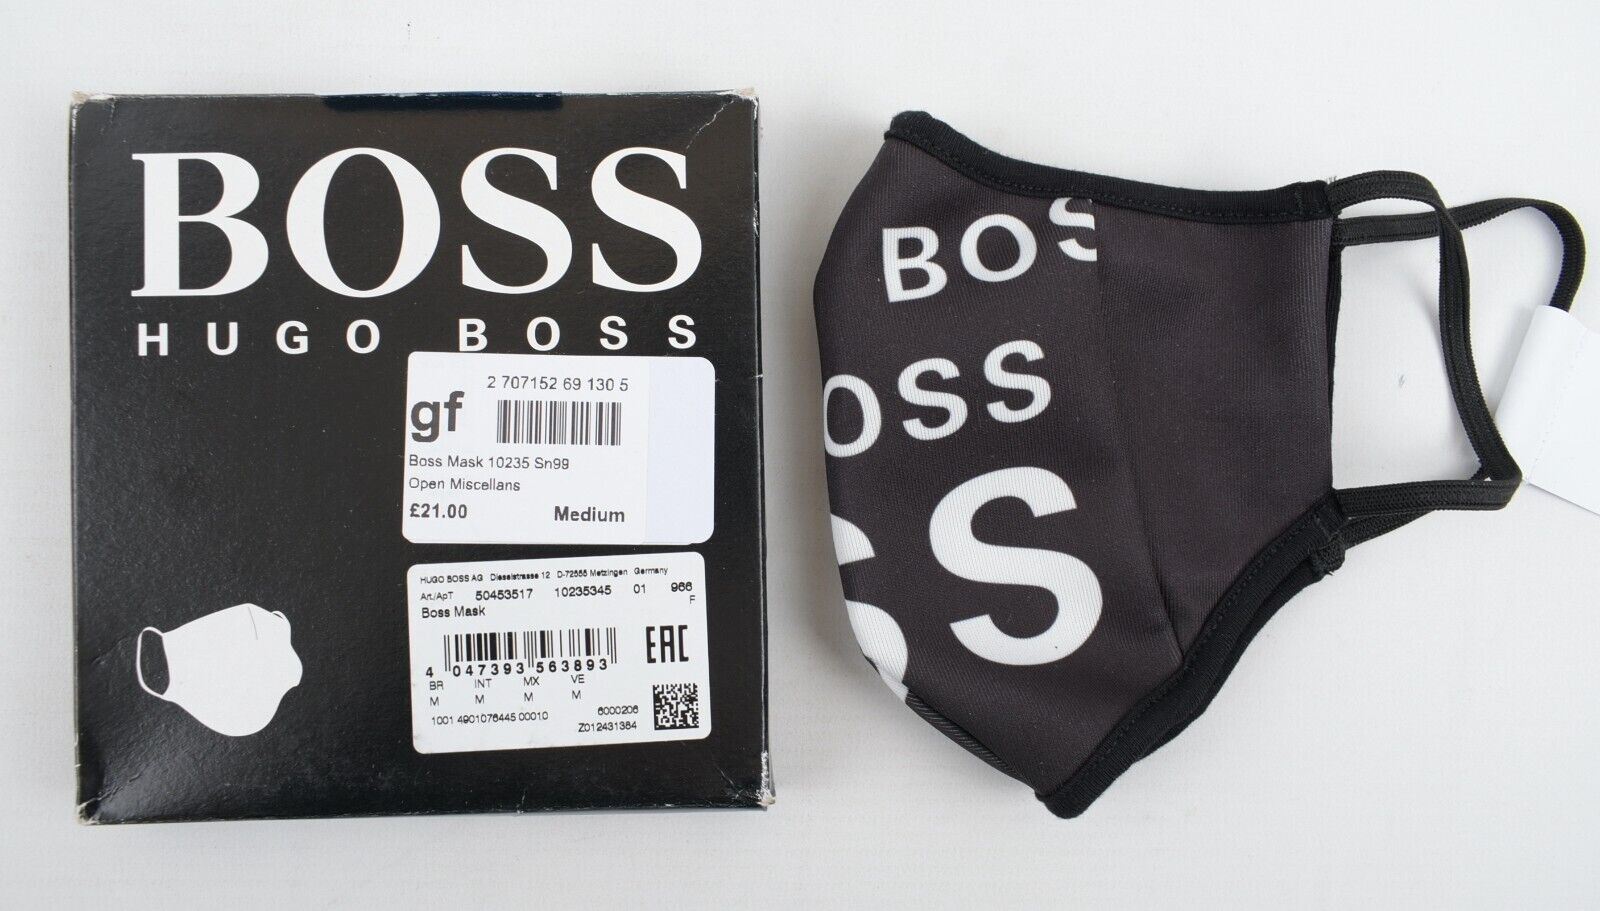 BOSS
HUGO BOSS
2 707152 69 130 5
gf
Boss Mask 10235 Sn99
Open Miscellans
£21.00 Medium
HUGO BOSS AG Dieselstrasse 12 D-72555 Metzingen Germany
Art./ApT 50453517 10235345 01 966
F
Boss Mask
EAC
4 047393 563893
BR INT MX VE
M M M M
1001 4901076445 00010 6000206
Z012431384
BOS
OSS
S S